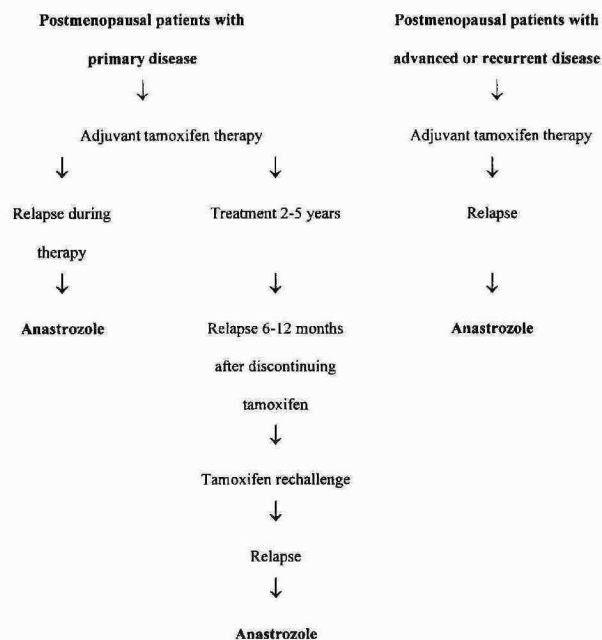 Postmenopausal patients with
primary disease
↓
Adjuvant tamoxifen therapy
↓
Relapse during
therapy
↓
Anastrozole
↓
Treatment 2-5 years
↓
Relapse 6-12 months
after discontinuing
tamoxifen
↓
Tamoxifen rechallenge
↓
Relapse
↓
Anastrozole
Postmenopausal patients with
advanced or recurrent disease
↓
Adjuvant tamoxifen therapy
↓
Relapse
↓
Anastrozole